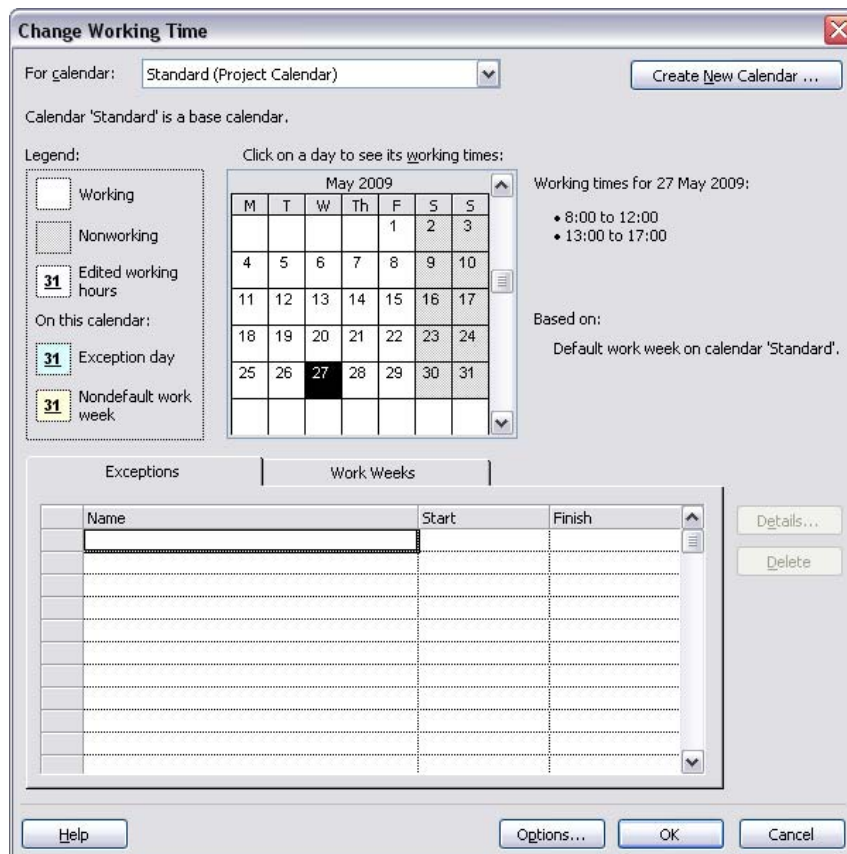 Change Working Time
For calendar: Standard (Project Calendar) Create New Calendar ...
Calendar 'Standard' is a base calendar.
Legend:
Working
Nonworking
31 Edited working
hours
On this calendar:
31 Exception day
31 Nondefault work
week
Click on a day to see its working times:
May 2009
M T W Th F S S
1 2 3
4 5 6 7 8 9 10
11 12 13 14 15 16 17
18 19 20 21 22 23 24
25 26 27 28 29 30 31
Working times for 27 May 2009:
• 8:00 to 12:00
• 13:00 to 17:00
Based on:
Default work week on calendar 'Standard'.
Exceptions Work Weeks
Name Start Finish
Details...
Delete
Help Options... OK Cancel